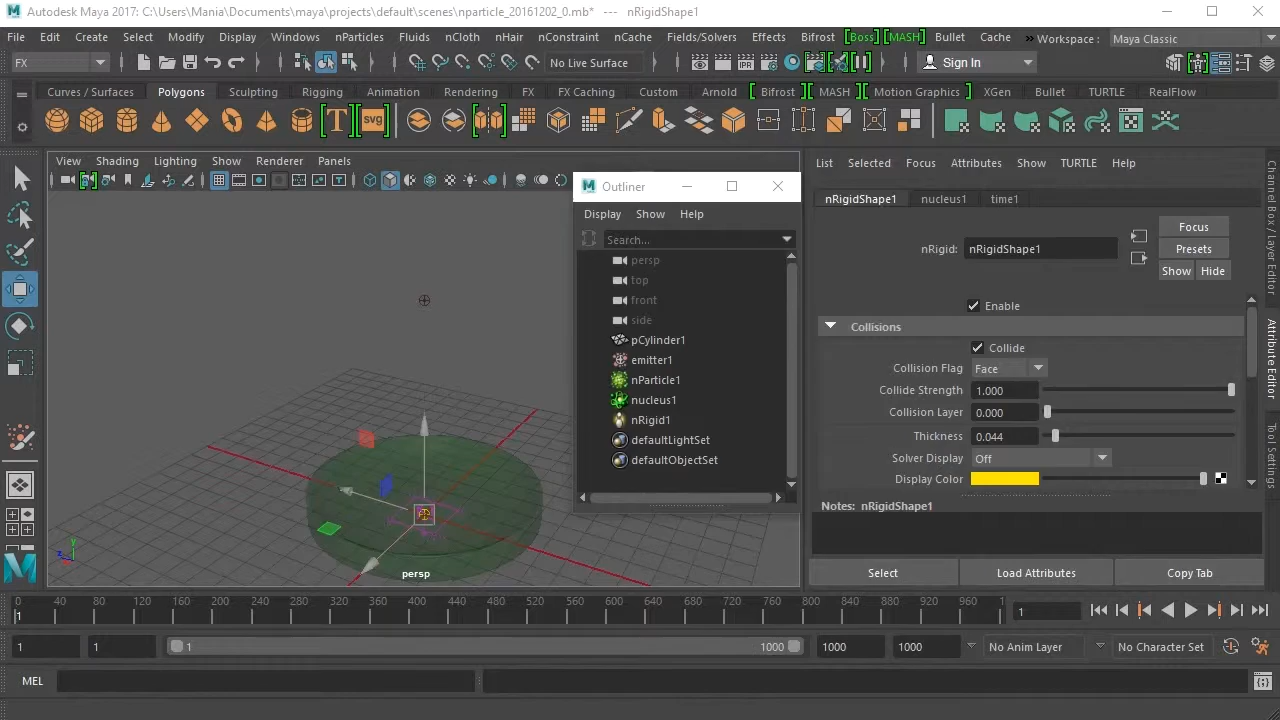 Autodesk Maya 2017: C:\Users\Mania\Documents\maya\projects\default\scenes\nparticle_20161202_0.mb* --- nRigidShape1
File Edit Create Select Modify Display Windows nParticles Fluids nCloth nHair nConstraint nCache Fields/Solvers Effects Bifrost [Boss] [MASH] Bullet Cache » Workspace : Maya Classic
FX No Live Surface IPR Sign In
Curves / Surfaces Polygons Sculpting Rigging Animation Rendering FX FX Caching Custom Arnold [ Bifrost ] [ MASH ] [ Motion Graphics ] XGen Bullet TURTLE RealFlow
T svg
View Shading Lighting Show Renderer Panels
List Selected Focus Attributes Show TURTLE Help
Outliner
Display Show Help
Search...
persp
top
front
side
pCylinder1
emitter1
nParticle1
nucleus1
nRigid1
defaultLightSet
defaultObjectSet
persp
y
z
nRigidShape1 nucleus1 time1
nRigid: nRigidShape1
Focus
Presets
Show Hide
Enable
Collisions
Collide
Collision Flag Face
Collide Strength 1.000
Collision Layer 0.000
Thickness 0.044
Solver Display Off
Display Color
Notes: nRigidShape1
Select Load Attributes Copy Tab
Channel Box / Layer Editor
Attribute Editor
Tool Settings
0 40 80 120 160 200 240 280 320 360 400 440 480 520 560 600 640 680 720 760 800 840 880 920 960 1
1
1
1 1 1 1000 1000 1000 No Anim Layer No Character Set
MEL